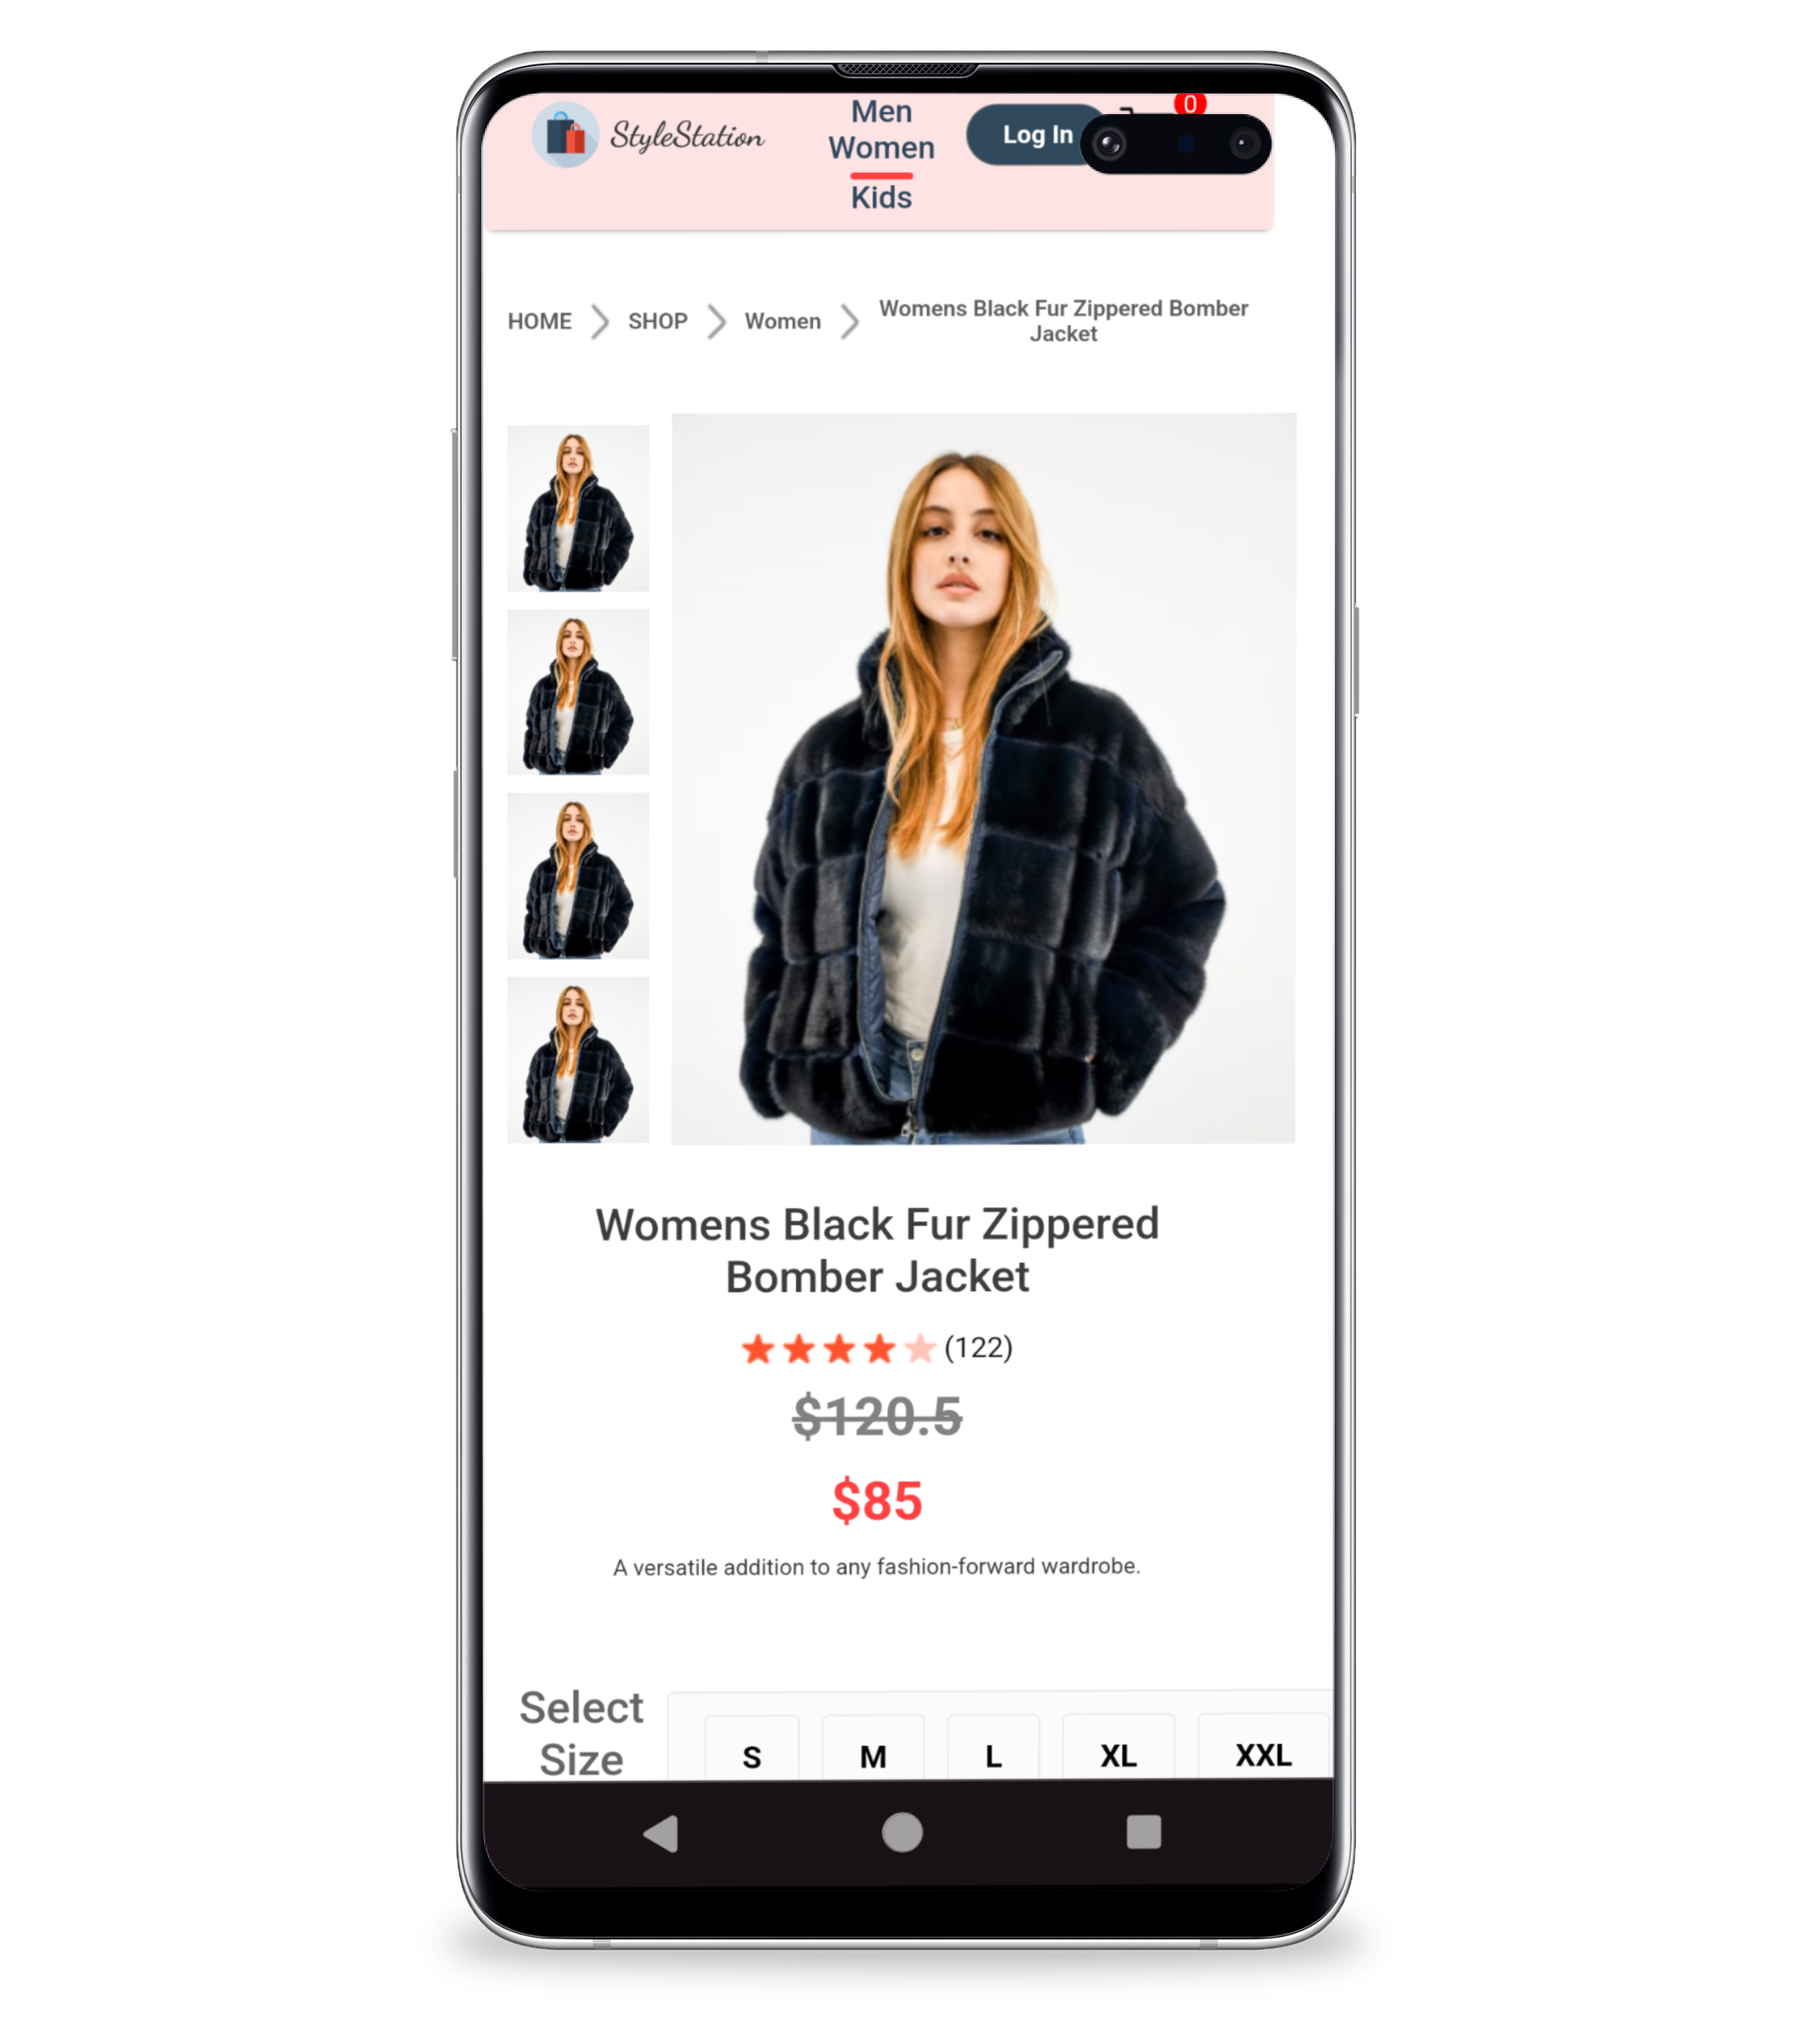 StyleStation
Men
Women
Kids
Log In
0
HOME
SHOP
Women
Womens Black Fur Zippered Bomber
Jacket
Womens Black Fur Zippered
Bomber Jacket
(122)
$120.5
$85
A versatile addition to any fashion-forward wardrobe.
Select
Size
S
M
L
XL
XXL